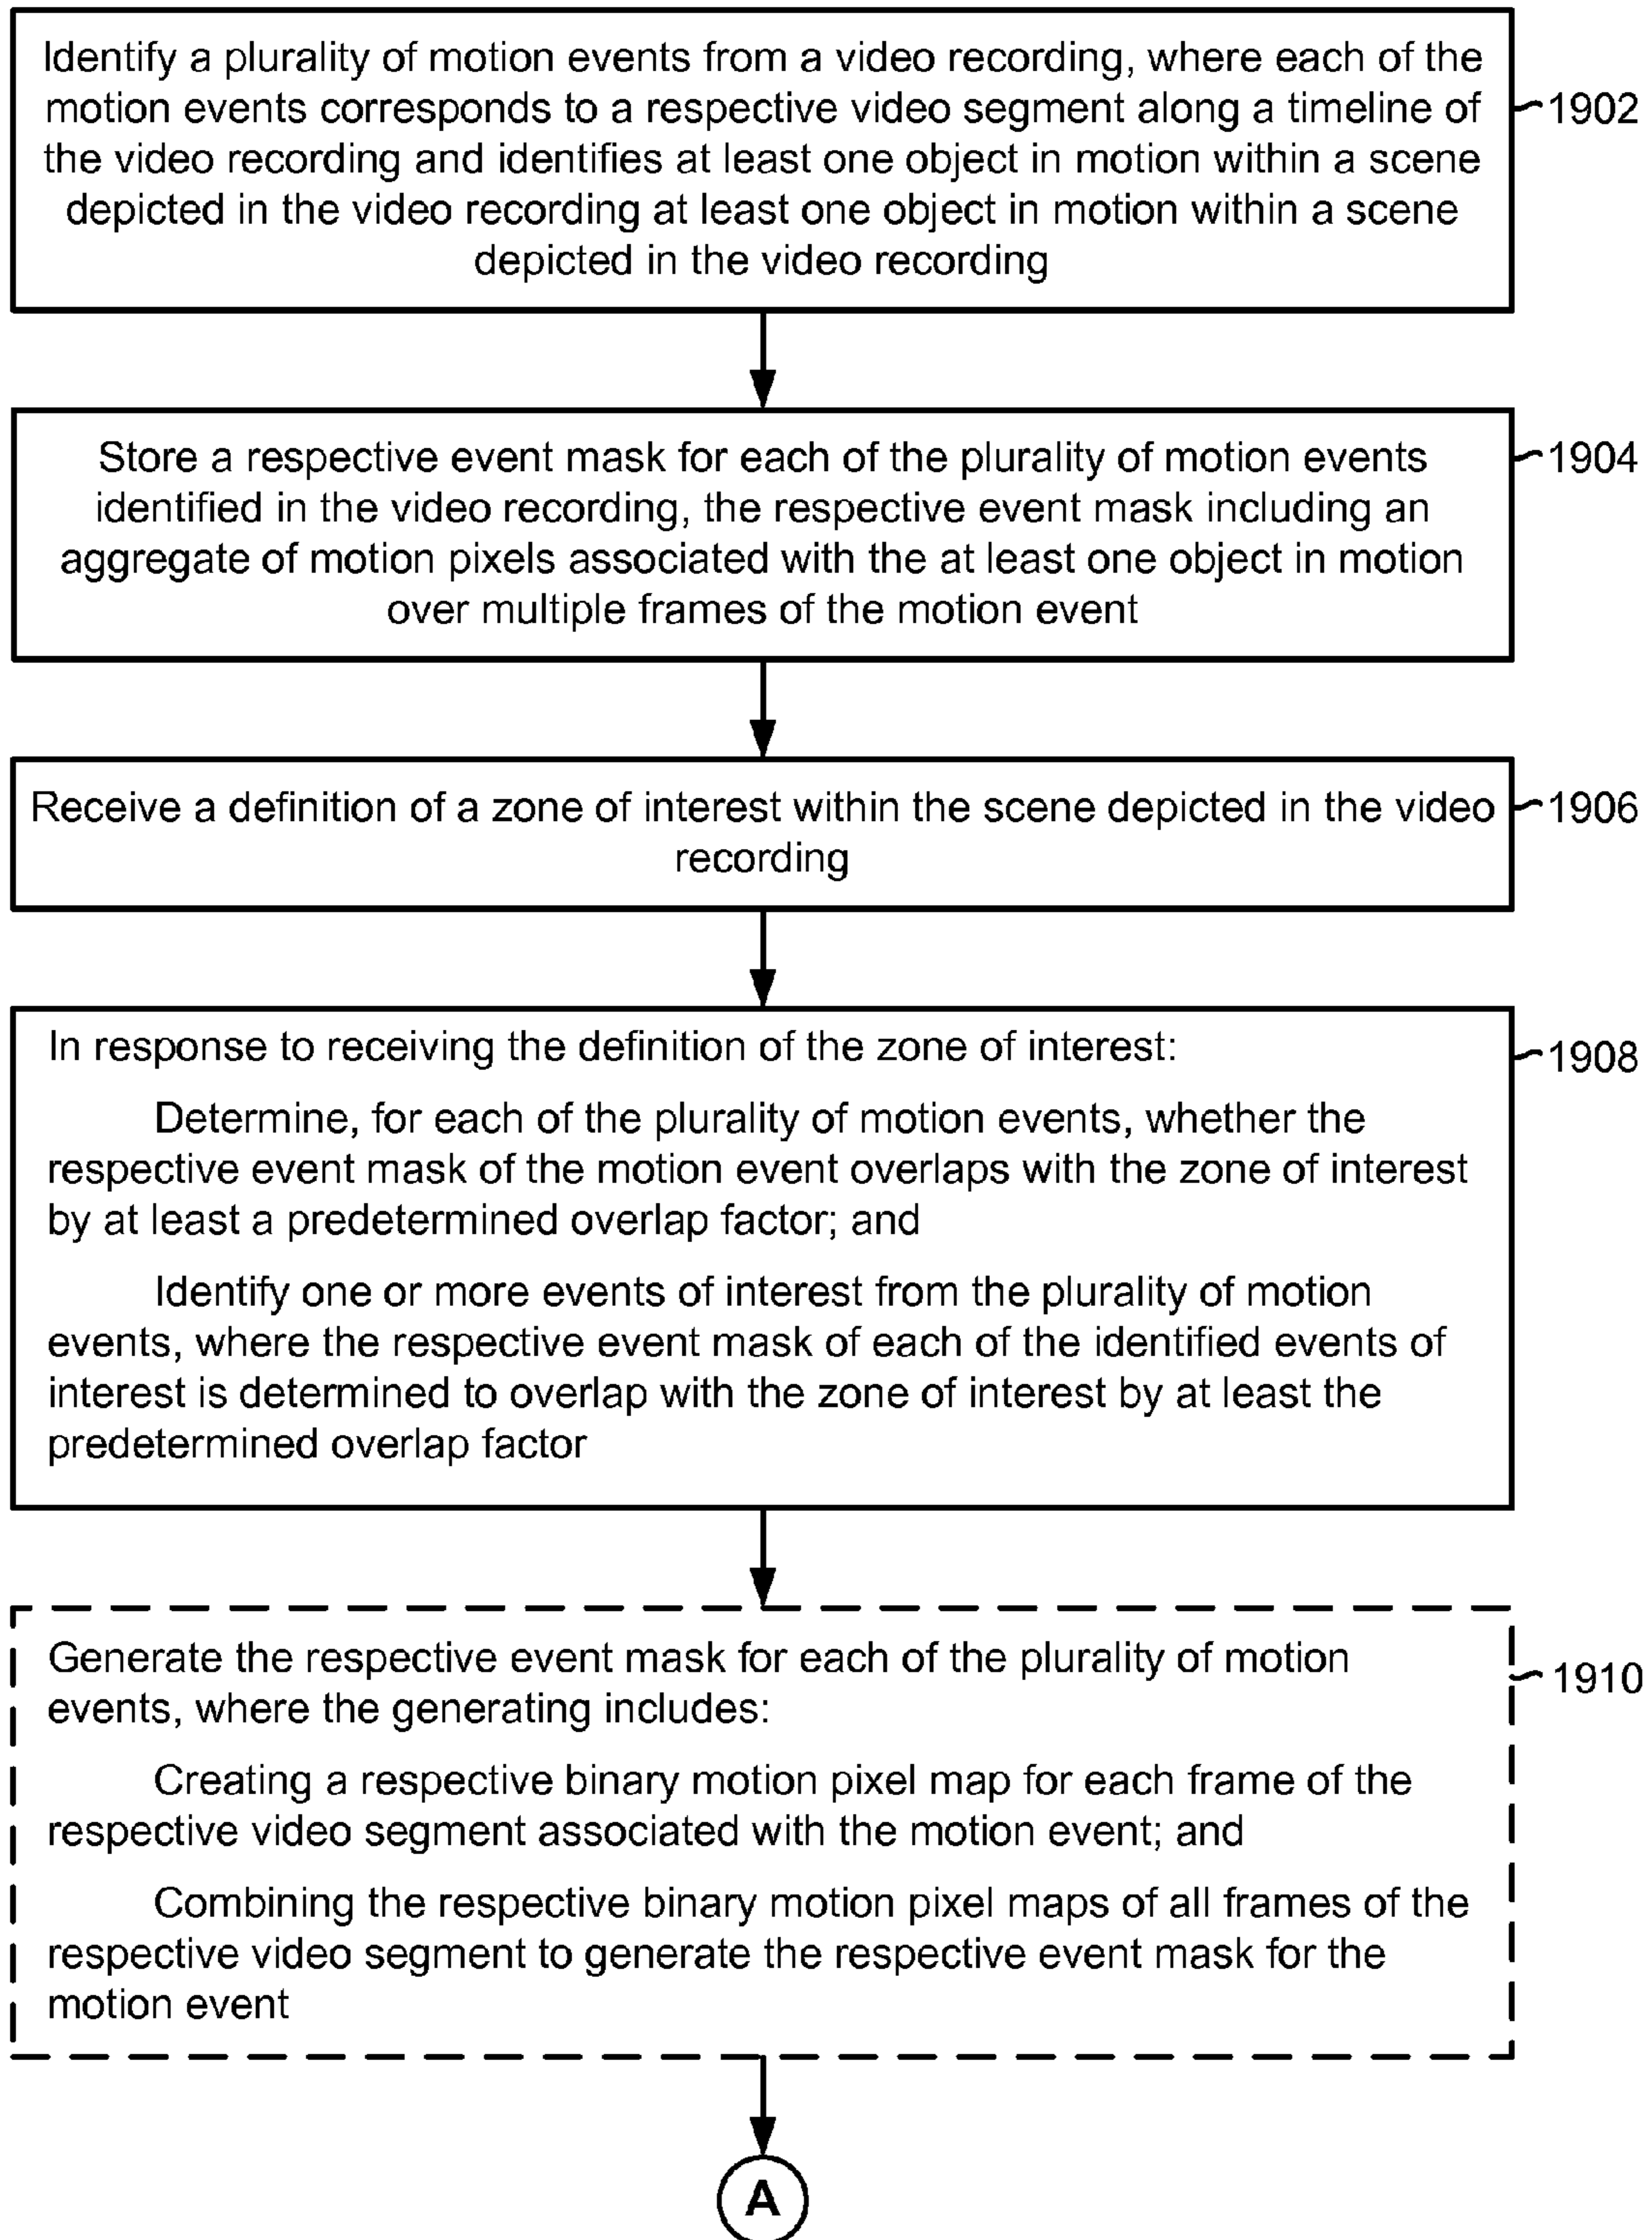 Identify a plurality of motion events from a video recording, where each of the
motion events corresponds to a respective video segment along a timeline of
the video recording and identifies at least one object in motion within a scene
depicted in the video recording at least one object in motion within a scene
depicted in the video recording
1902
Store a respective event mask for each of the plurality of motion events
identified in the video recording, the respective event mask including an
aggregate of motion pixels associated with the at least one object in motion
over multiple frames of the motion event
1904
Receive a definition of a zone of interest within the scene depicted in the video
recording
1906
In response to receiving the definition of the zone of interest:
Determine, for each of the plurality of motion events, whether the
respective event mask of the motion event overlaps with the zone of interest
by at least a predetermined overlap factor; and
Identify one or more events of interest from the plurality of motion
events, where the respective event mask of each of the identified events of
interest is determined to overlap with the zone of interest by at least the
predetermined overlap factor
1908
Generate the respective event mask for each of the plurality of motion
events, where the generating includes:
Creating a respective binary motion pixel map for each frame of the
respective video segment associated with the motion event; and
Combining the respective binary motion pixel maps of all frames of the
respective video segment to generate the respective event mask for the
motion event
1910
A